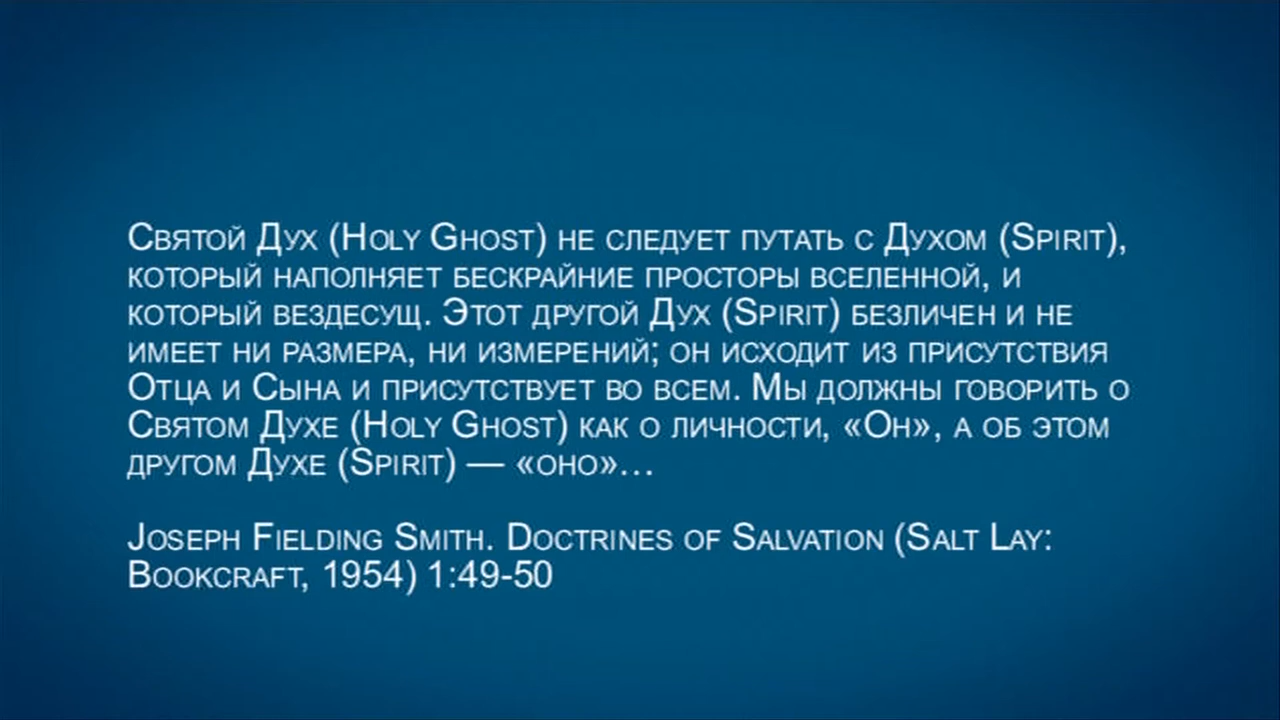 Святой Дух (Holy Ghost) не следует путать с Духом (Spirit),
который наполняет бескрайние просторы вселенной, и
который вездесущ. Этот другой Дух (Spirit) безличен и не
имеет ни размера, ни измерений; он исходит из присутствия
Отца и Сына и присутствует во всем. Мы должны говорить о
Святом Духе (Holy Ghost) как о личности, «Он», а об этом
другом Духе (Spirit) — «оно»…
Joseph Fielding Smith. Doctrines of Salvation (Salt Lay:
Bookcraft, 1954) 1:49-50